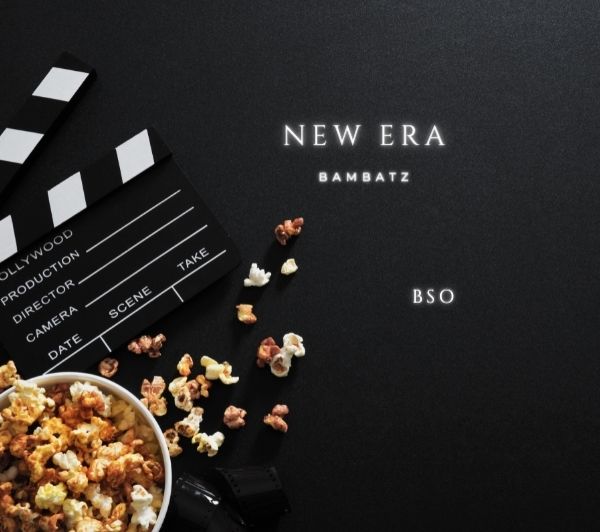 NEW ERA
BAMBATZ
BSO
OLLYWOOD
PRODUCTION
DIRECTOR
CAMERA
DATE SCENE TAKE